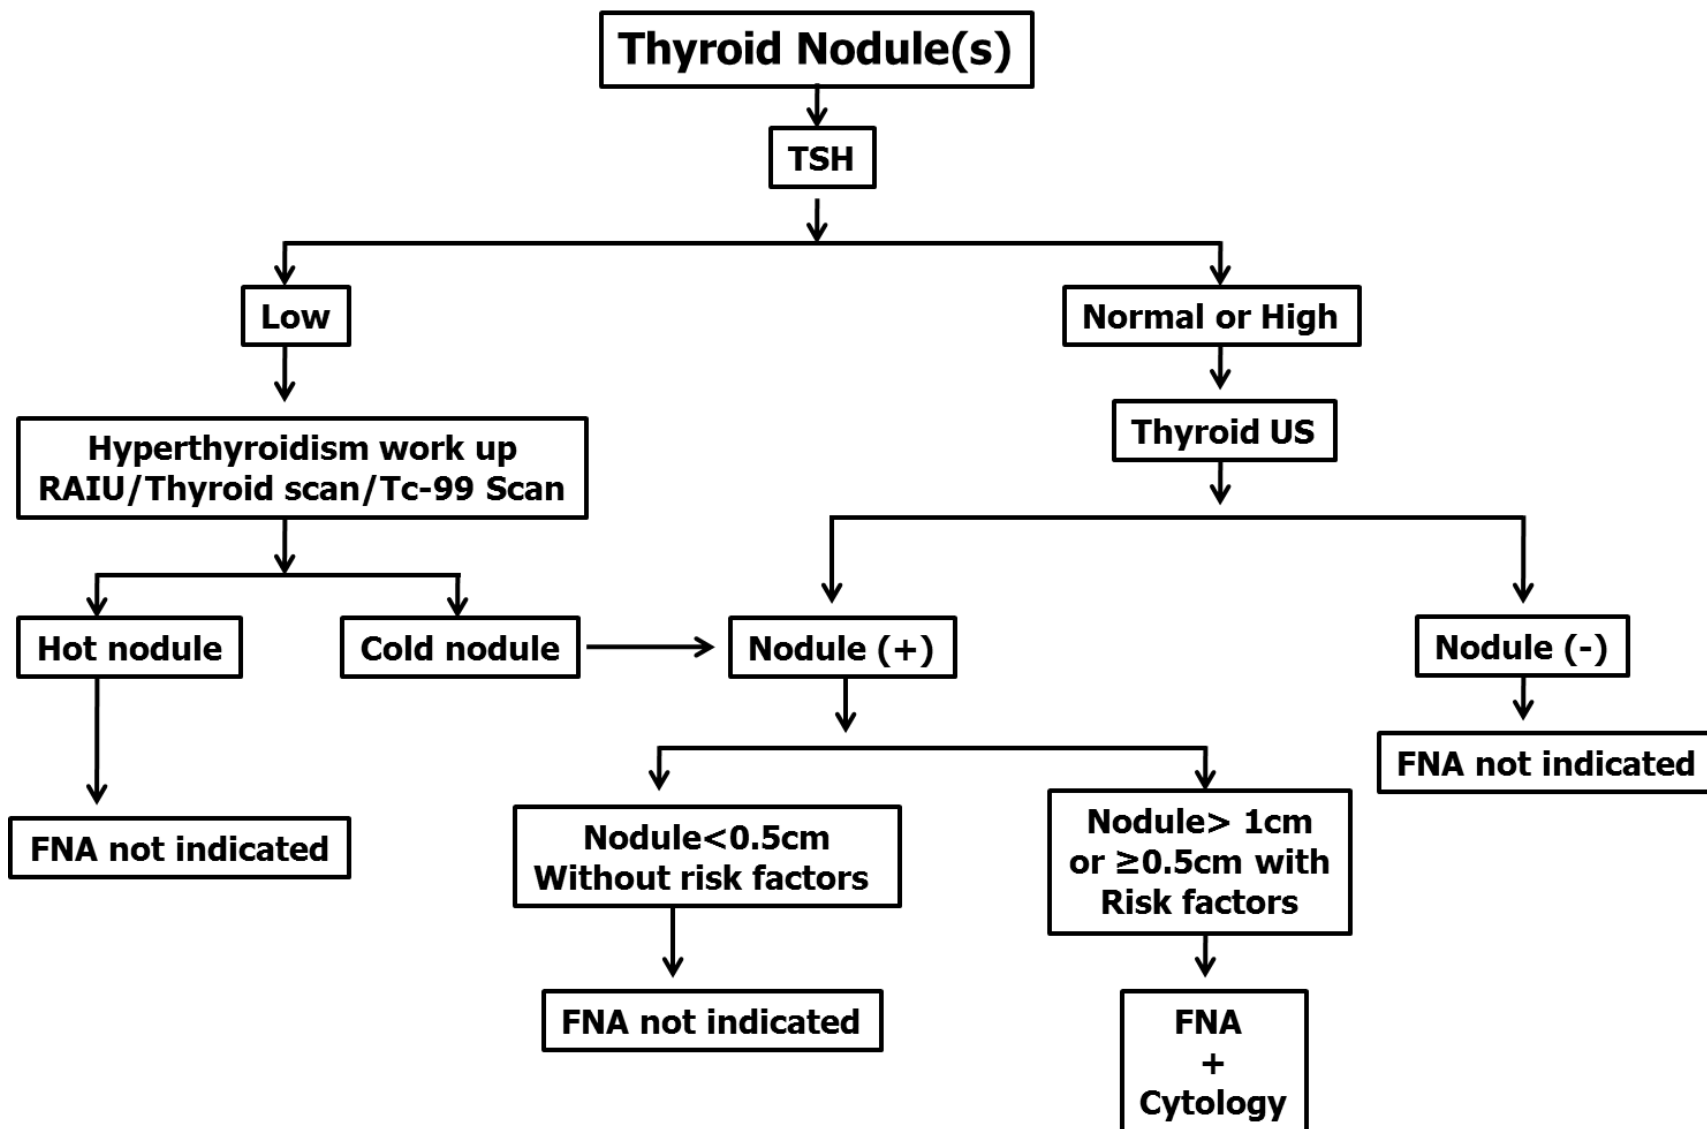 Thyroid Nodule(s)
TSH
Low
Normal or High
Hyperthyroidism work up
RAIU/Thyroid scan/Tc-99 Scan
Thyroid US
Hot nodule
Cold nodule
Nodule (+)
Nodule (-)
FNA not indicated
Nodule<0.5cm
Without risk factors
Nodule> 1cm
or ≥0.5cm with
Risk factors
FNA not indicated
FNA not indicated
FNA
+
Cytology